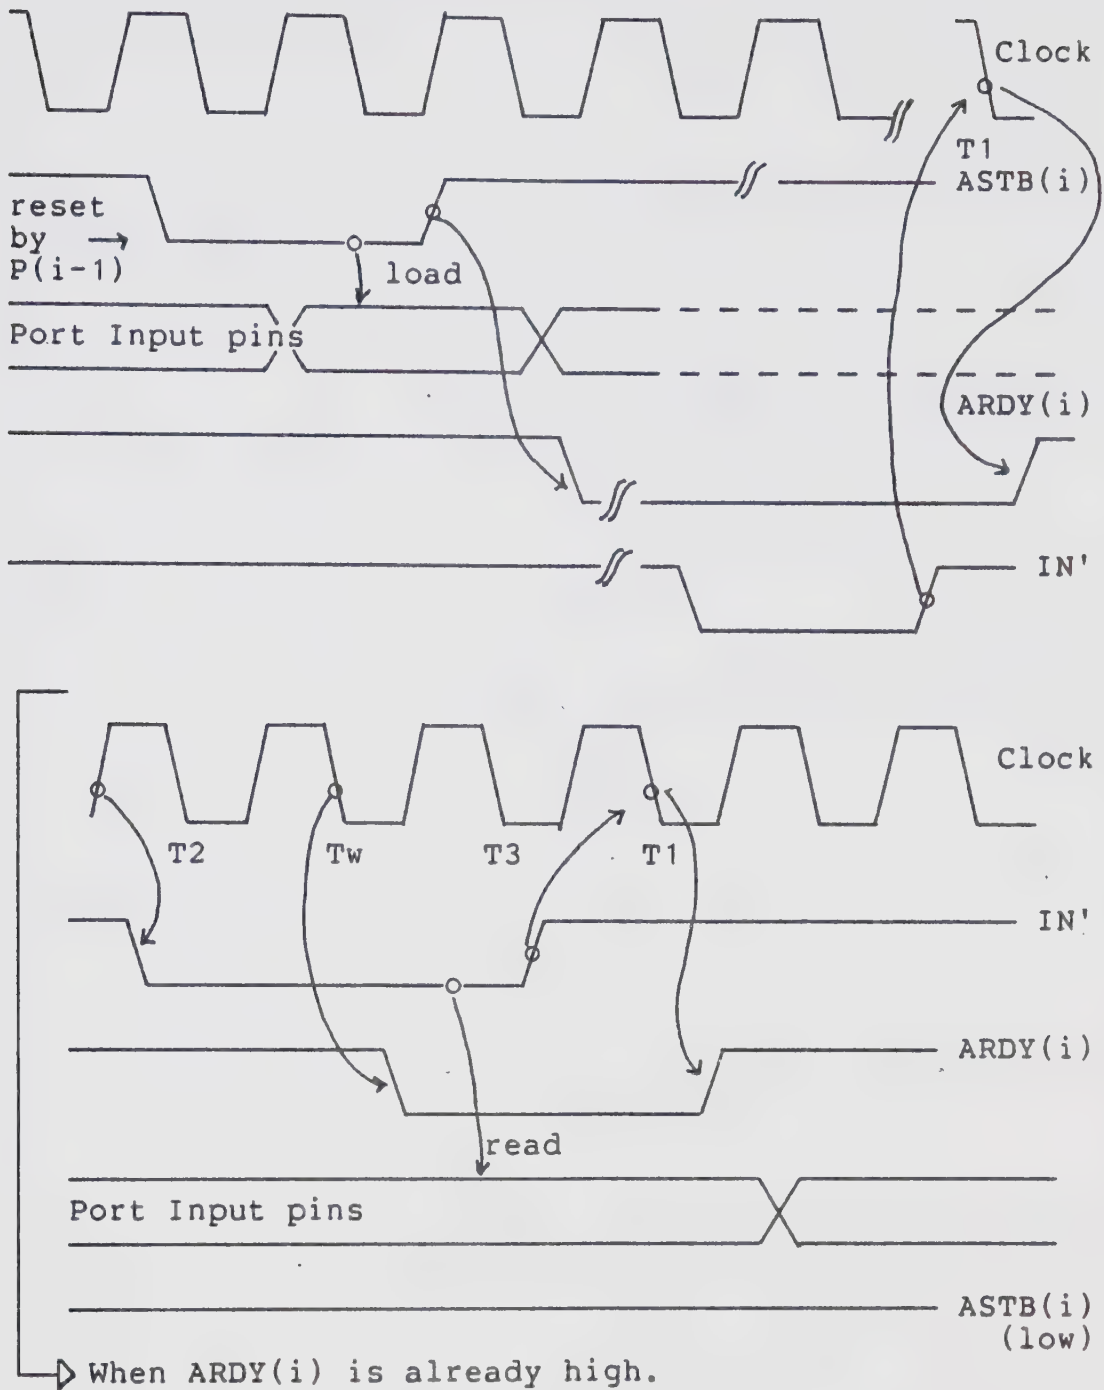 Clock
T1
ASTB(i)
reset
by
P(i-1)
load
Port Input pins
ARDY(i)
IN'
Clock
T2 Tw T3 T1
IN'
ARDY(i)
read
Port Input pins
ASTB(i)
(low)
When ARDY(i) is already high.